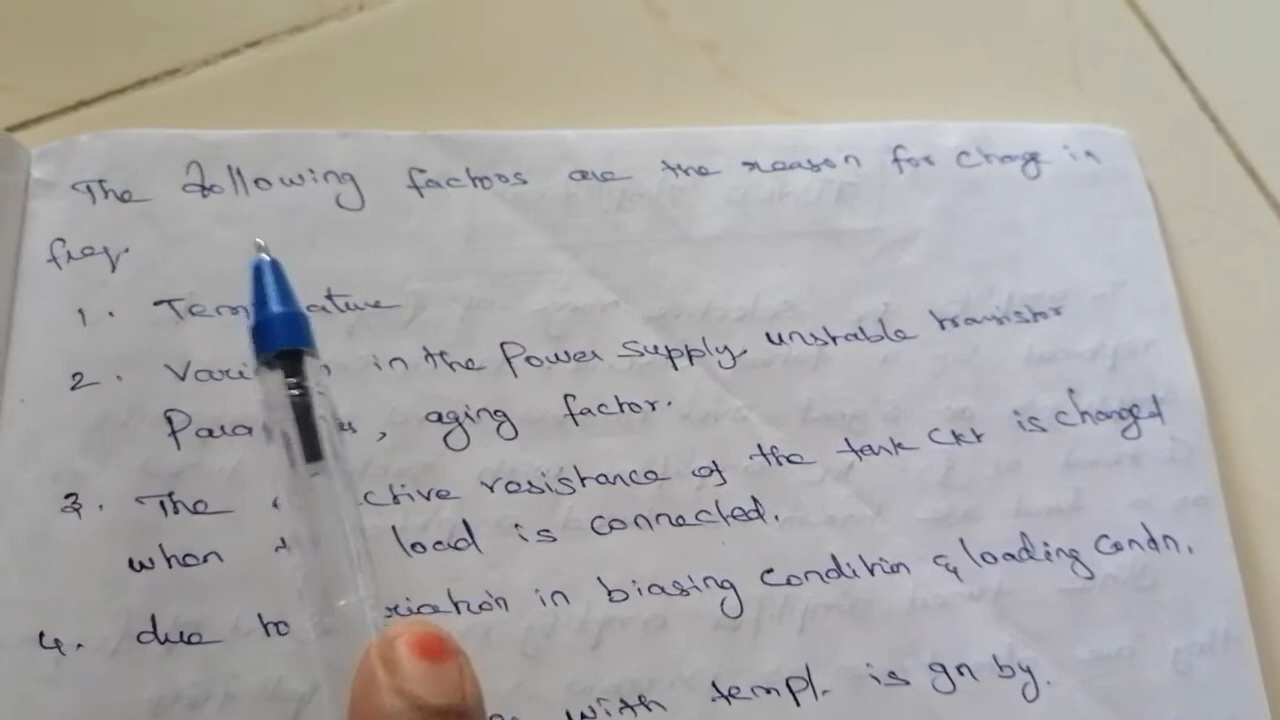 The following factors are the reason for change in
freq.
1. Tem ature
2. Vari in the Power supply, unstable transistor
Para s, aging factor.
3. The ctive resistance of the tank ckt is changed
when load is connected.
4. due to riation in biasing condition & loading condn.
with temp. is gn by.